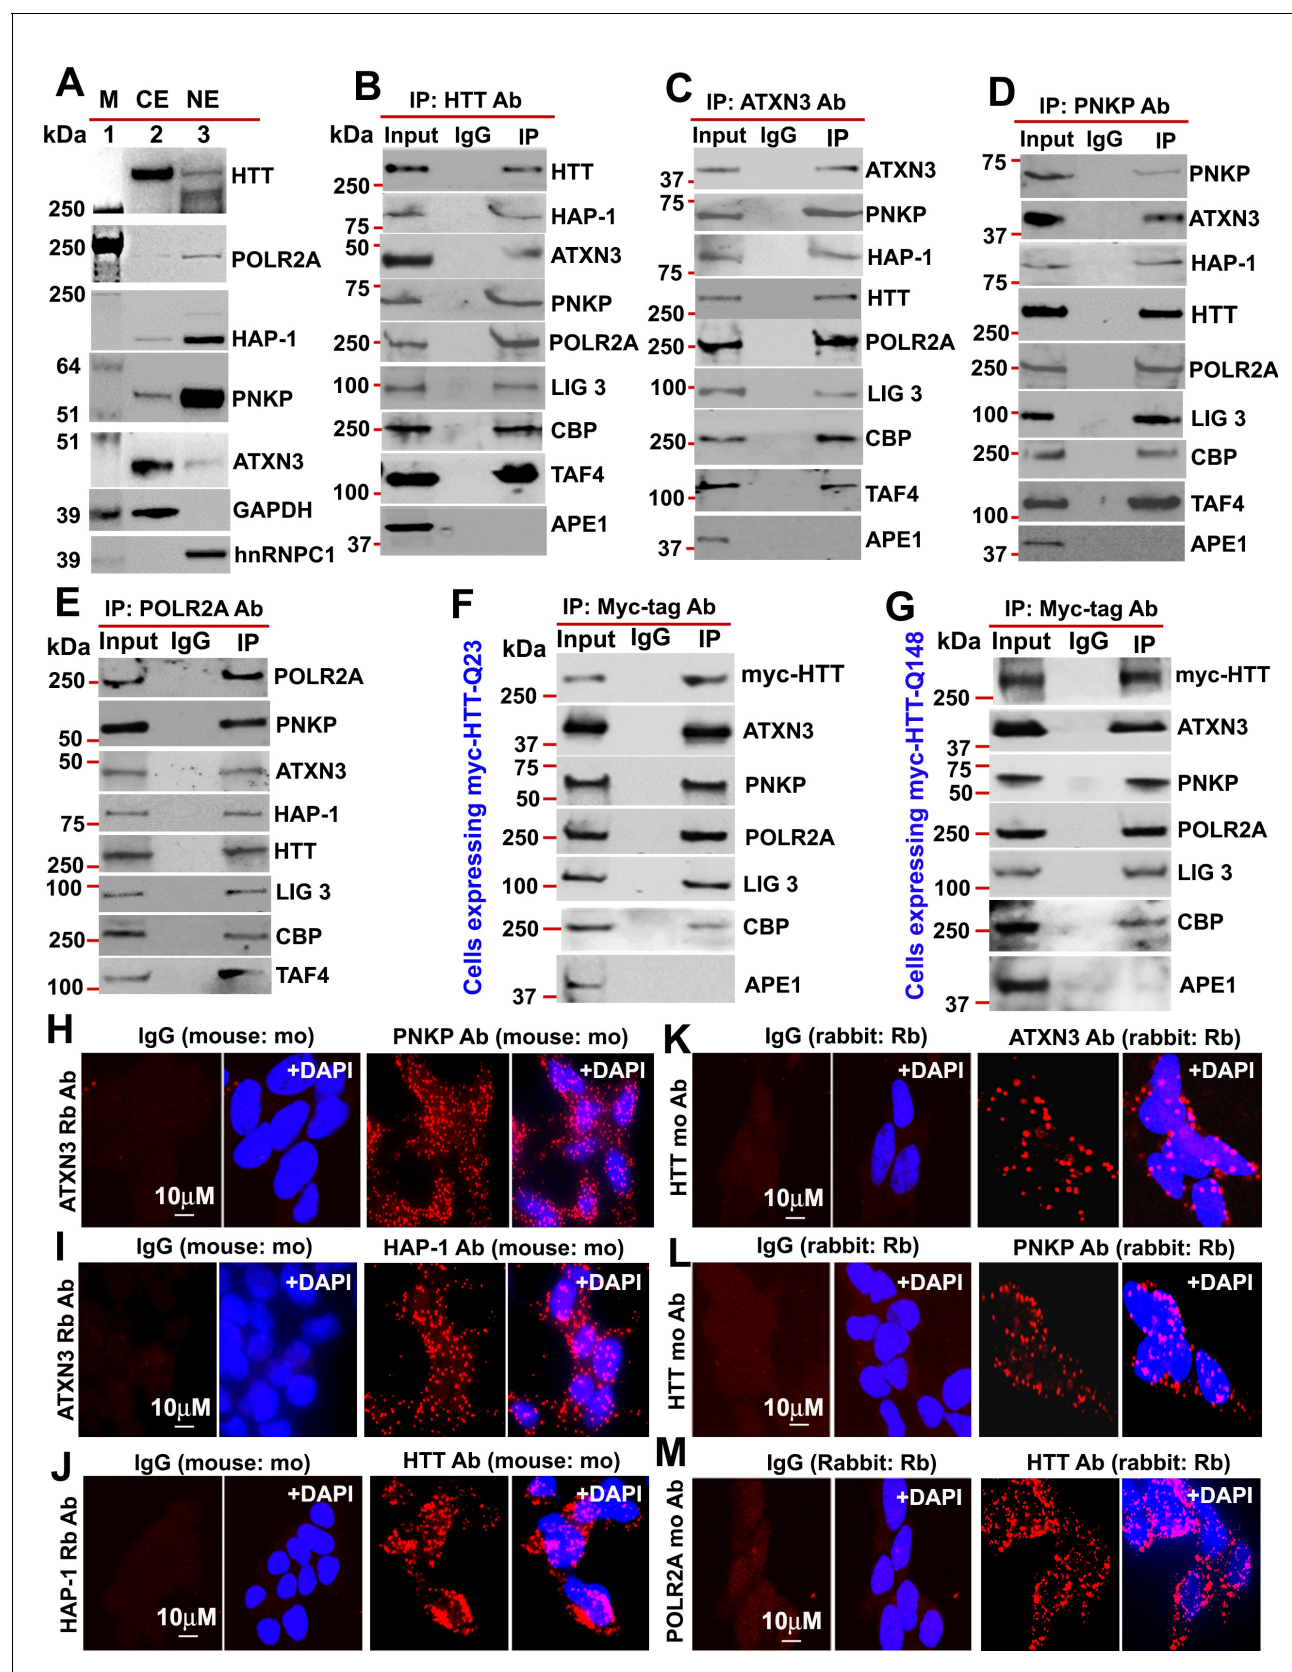 A
M CE NE
kDa 1 2 3
HTT
250
250
POLR2A
250
HAP-1
64
PNKP
51
51
ATXN3
39
GAPDH
39
hnRNPC1
B
IP: HTT Ab
Input IgG IP
HTT
250
HAP-1
75
50
ATXN3
75
PNKP
250
POLR2A
100
LIG 3
250
CBP
TAF4
100
APE1
37
C
IP: ATXN3 Ab
Input IgG IP
ATXN3
37
75
PNKP
HAP-1
75
HTT
250
POLR2A
250
100
LIG 3
CBP
250
TAF4
100
APE1
37
D
IP: PNKP Ab
Input IgG IP
75
PNKP
ATXN3
37
HAP-1
75
HTT
250
250
POLR2A
100
LIG 3
250
CBP
TAF4
100
APE1
37
E
IP: POLR2A Ab
kDa Input IgG IP
POLR2A
250
PNKP
50
50
ATXN3
HAP-1
75
HTT
250
100
LIG 3
CBP
250
TAF4
100
F
Cells expressing myc-HTT-Q23
IP: Myc-tag Ab
kDa Input IgG IP
myc-HTT
250
ATXN3
37
75
PNKP
50
POLR2A
250
LIG 3
100
250
CBP
APE1
37
G
Cells expressing myc-HTT-Q148
IP: Myc-tag Ab
kDa Input IgG IP
myc-HTT
250
ATXN3
37
75
PNKP
50
POLR2A
250
LIG 3
100
CBP
250
APE1
37
H
IgG (mouse: mo) PNKP Ab (mouse: mo)
ATXN3 Rb Ab
+DAPI +DAPI
10μM
I
IgG (mouse: mo) HAP-1 Ab (mouse: mo)
ATXN3 Rb Ab
+DAPI +DAPI
10μM
J
IgG (mouse: mo) HTT Ab (mouse: mo)
HAP-1 Rb Ab
+DAPI +DAPI
10μM
K
IgG (rabbit: Rb) ATXN3 Ab (rabbit: Rb)
HTT mo Ab
+DAPI +DAPI
10μM
L
IgG (rabbit: Rb) PNKP Ab (rabbit: Rb)
HTT mo Ab
+DAPI +DAPI
10μM
M
IgG (Rabbit: Rb) HTT Ab (rabbit: Rb)
POLR2A mo Ab
+DAPI +DAPI
10μM